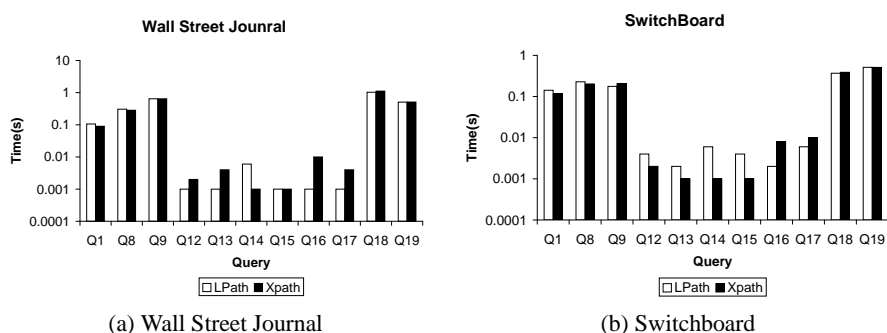 Wall Street Jounral
10
1
0.1
0.01
0.001
0.0001
Time(s)
Q1 Q8 Q9 Q12 Q13 Q14 Q15 Q16 Q17 Q18 Q19
Query
LPath Xpath
(a) Wall Street Journal
SwitchBoard
1
0.1
0.01
0.001
0.0001
Time(s)
Q1 Q8 Q9 Q12 Q13 Q14 Q15 Q16 Q17 Q18 Q19
Query
LPath Xpath
(b) Switchboard